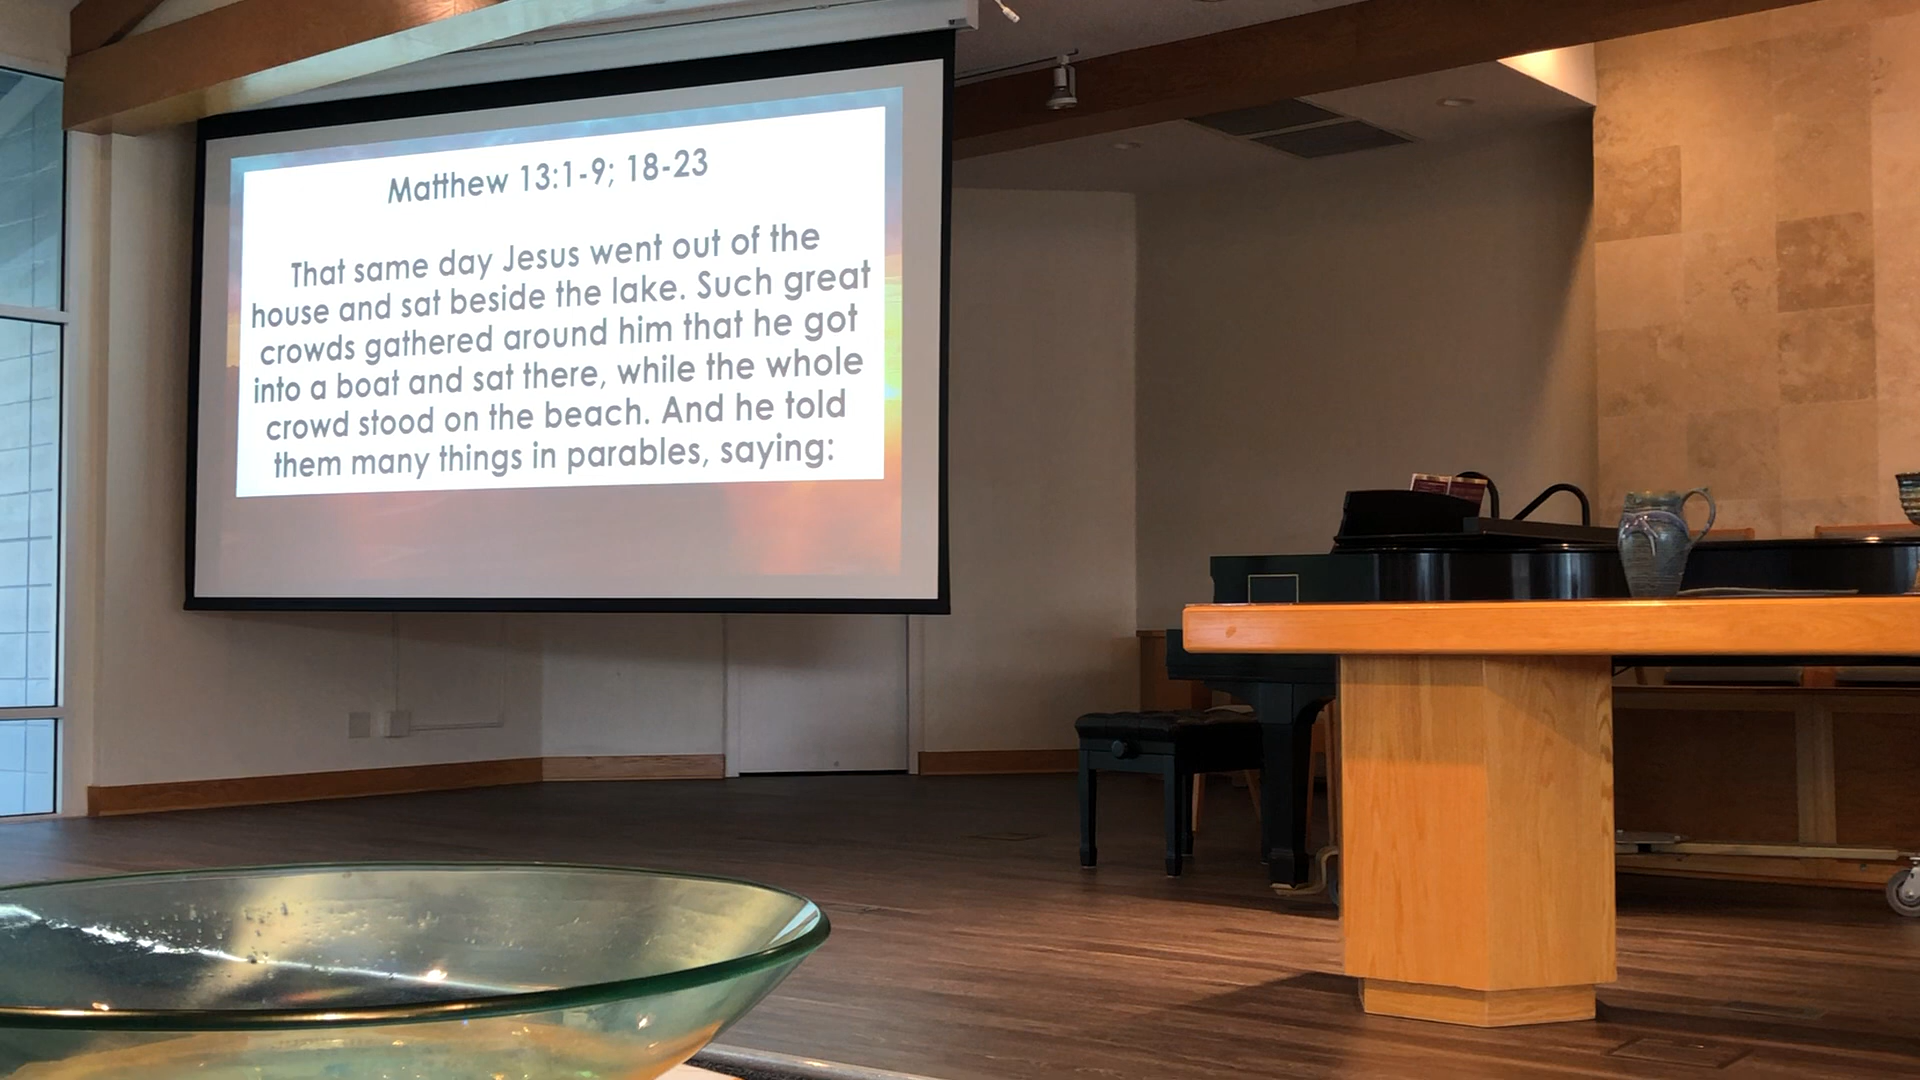 Matthew 13:1-9; 18-23
That same day Jesus went out of the
house and sat beside the lake. Such great
crowds gathered around him that he got
into a boat and sat there, while the whole
crowd stood on the beach. And he told
them many things in parables, saying: